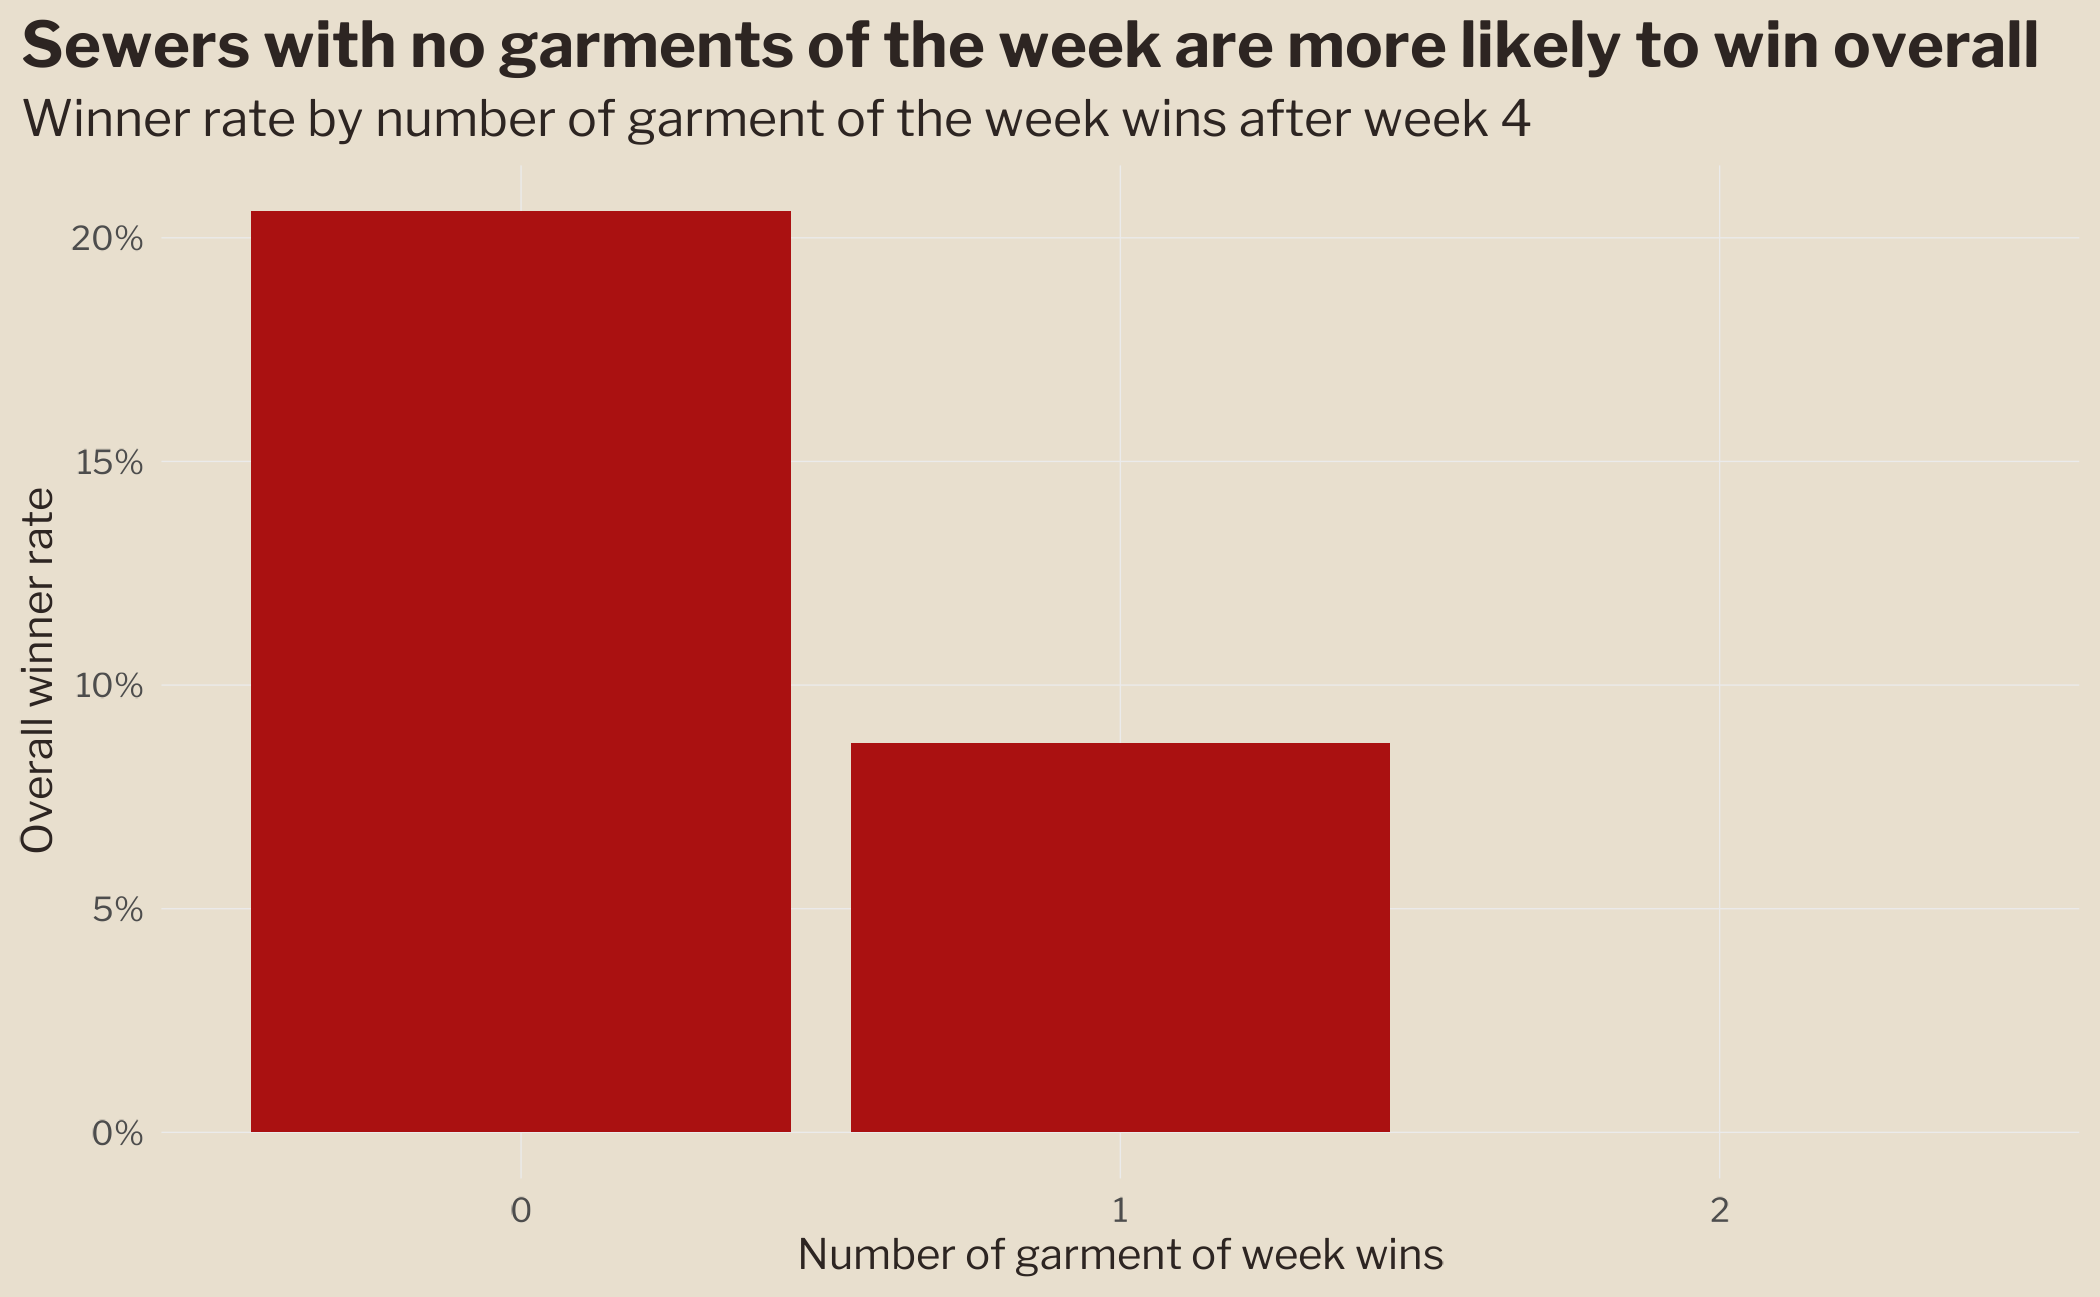 Sewers with no garments of the week are more likely to win overall
Winner rate by number of garment of the week wins after week 4
Overall winner rate
20%
15%
10%
5%
0%
0
1
2
Number of garment of week wins